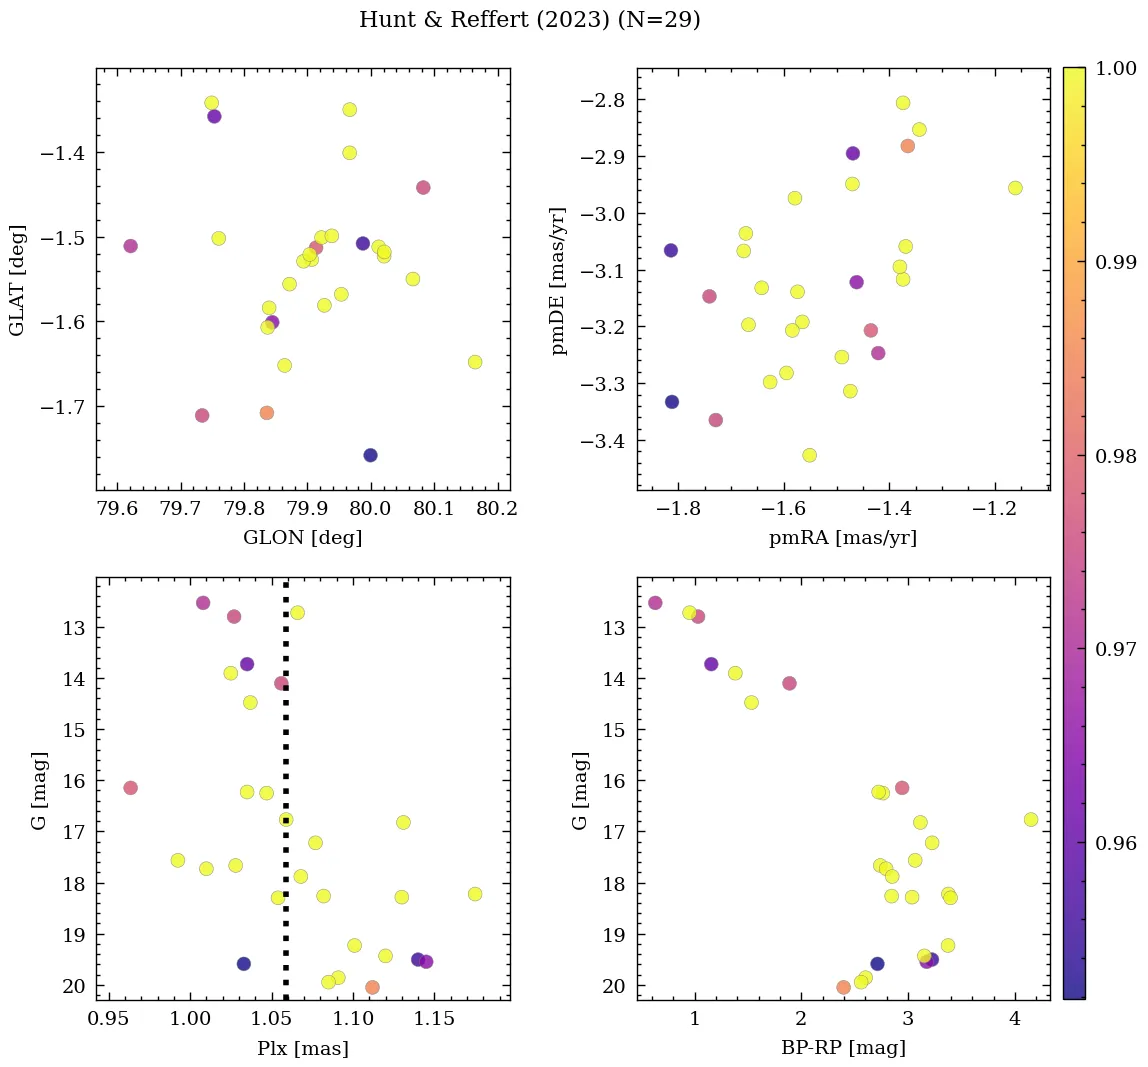 Hunt & Reffert (2023) (N=29)
−1.4
−1.5
−1.6
−1.7
GLAT [deg]
79.6 79.7 79.8 79.9 80.0 80.1 80.2
GLON [deg]
−2.8
−2.9
−3.0
−3.1
−3.2
−3.3
−3.4
pmDE [mas/yr]
−1.8 −1.6 −1.4 −1.2
pmRA [mas/yr]
13
14
15
16
17
18
19
20
G [mag]
0.95 1.00 1.05 1.10 1.15
Plx [mas]
13
14
15
16
17
18
19
20
G [mag]
1 2 3 4
BP-RP [mag]
1.00
0.99
0.98
0.97
0.96